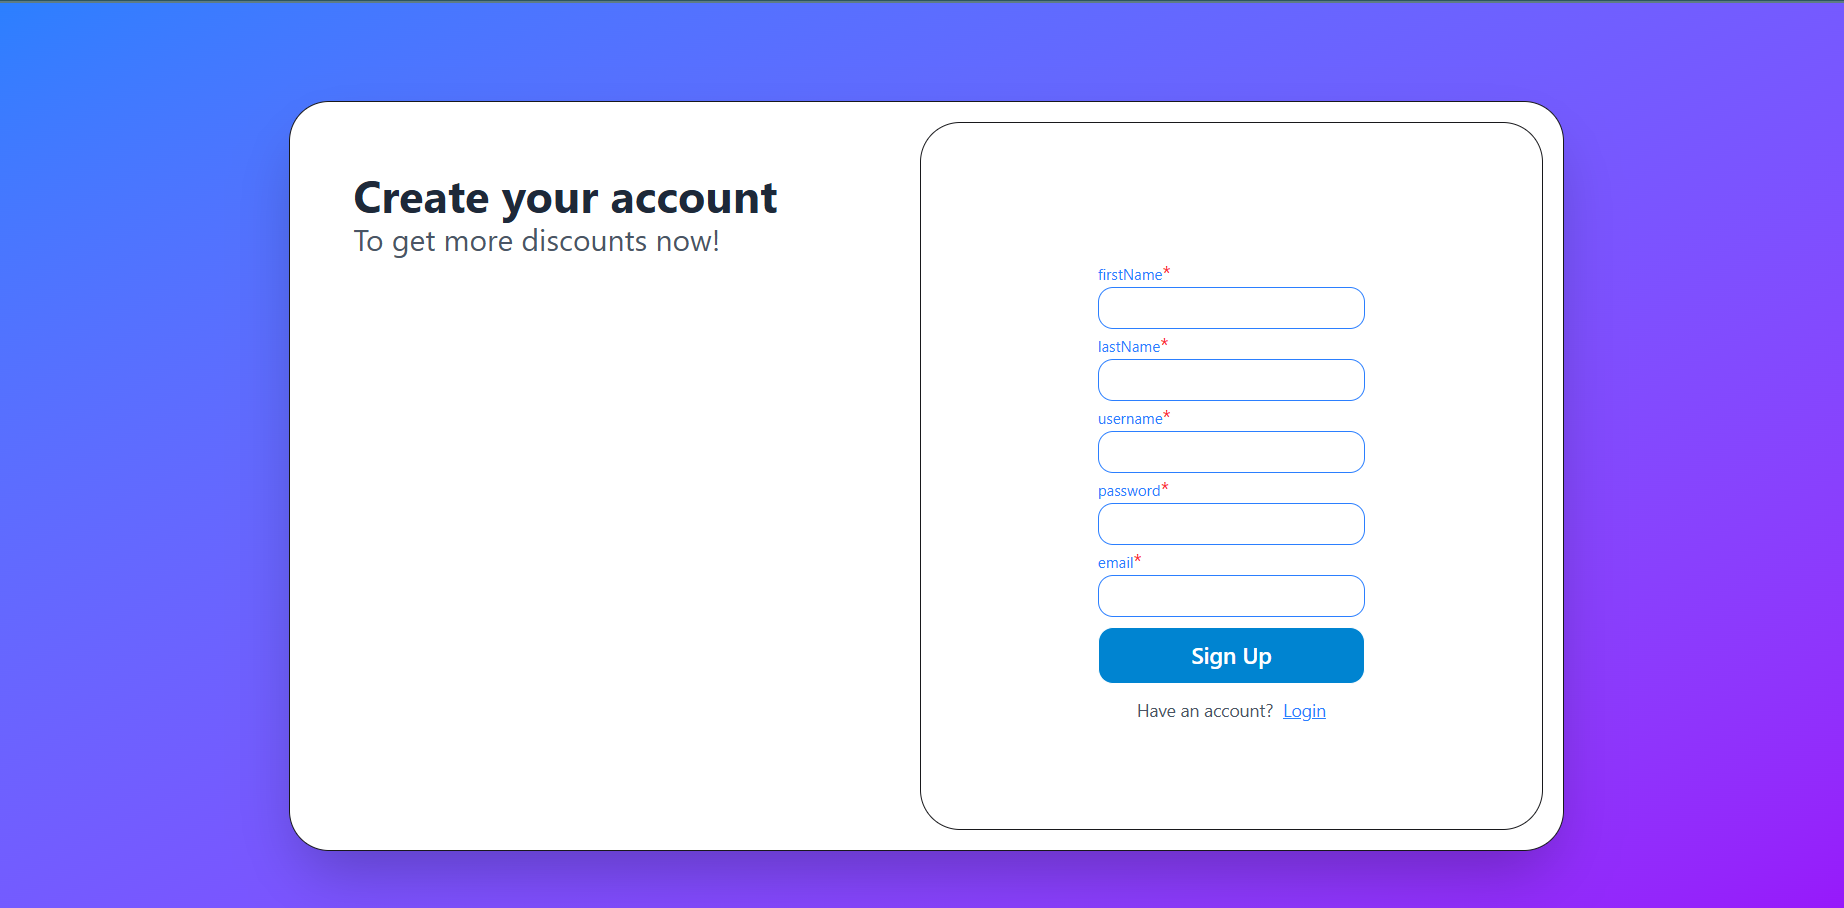 Create your account
To get more discounts now!
firstName*
lastName*
username*
password*
email*
Sign Up
Have an account? Login